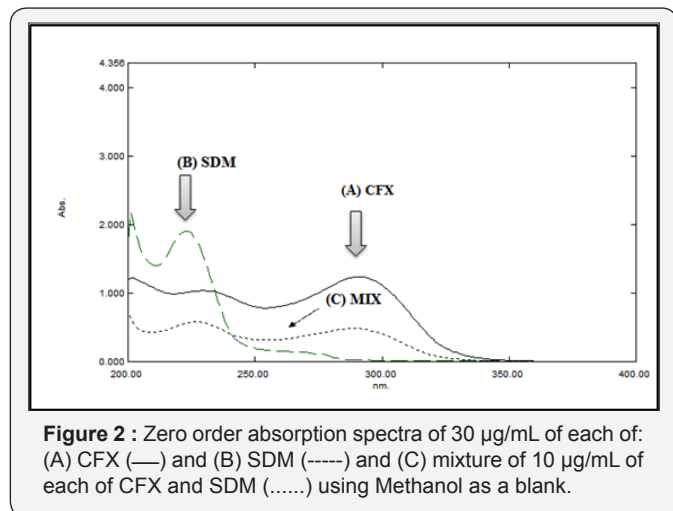 4.356
4.000
3.000
2.000
1.000
0.000
Abs.
(B) SDM
(A) CFX
(C) MIX
200.00 250.00 300.00 350.00 400.00
nm.
Figure 2 : Zero order absorption spectra of 30 µg/mL of each of:
(A) CFX (—) and (B) SDM (-----) and (C) mixture of 10 µg/mL of
each of CFX and SDM (......) using Methanol as a blank.